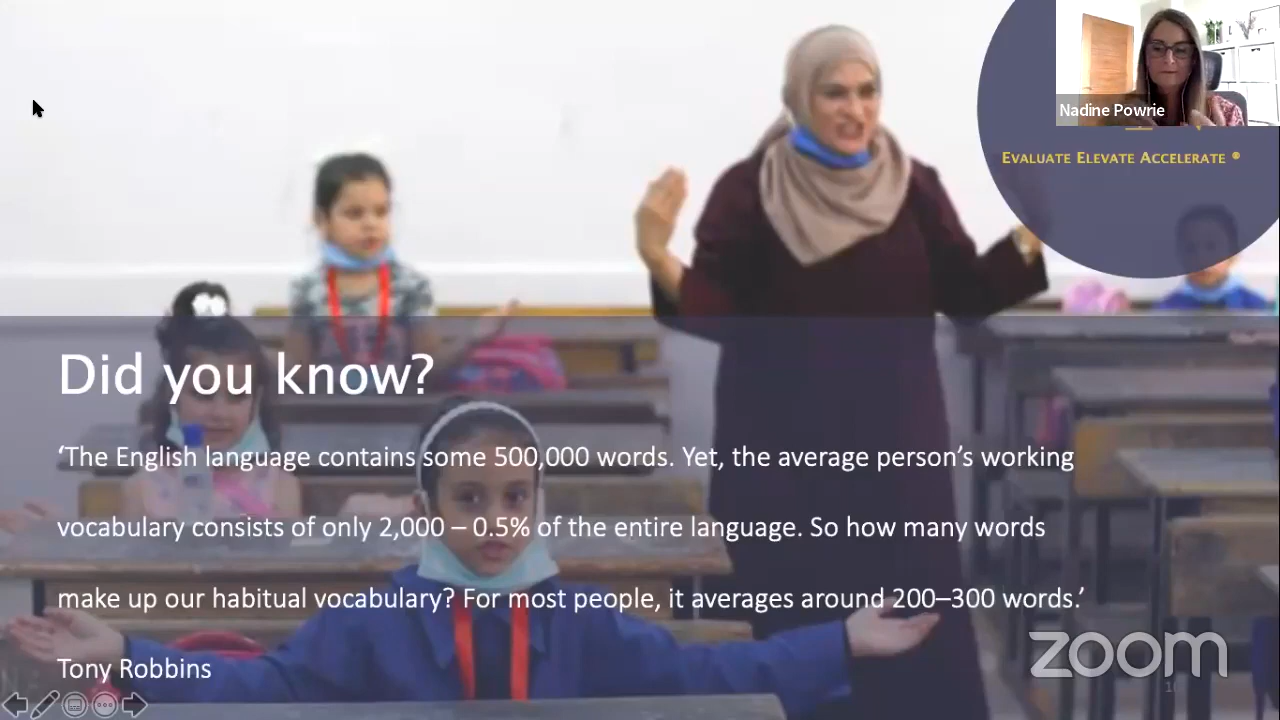 Nadine Powrie
EVALUATE ELEVATE ACCELERATE ®
Did you know?
‘The English language contains some 500,000 words. Yet, the average person’s working
vocabulary consists of only 2,000 – 0.5% of the entire language. So how many words
make up our habitual vocabulary? For most people, it averages around 200–300 words.’
Tony Robbins
zoom